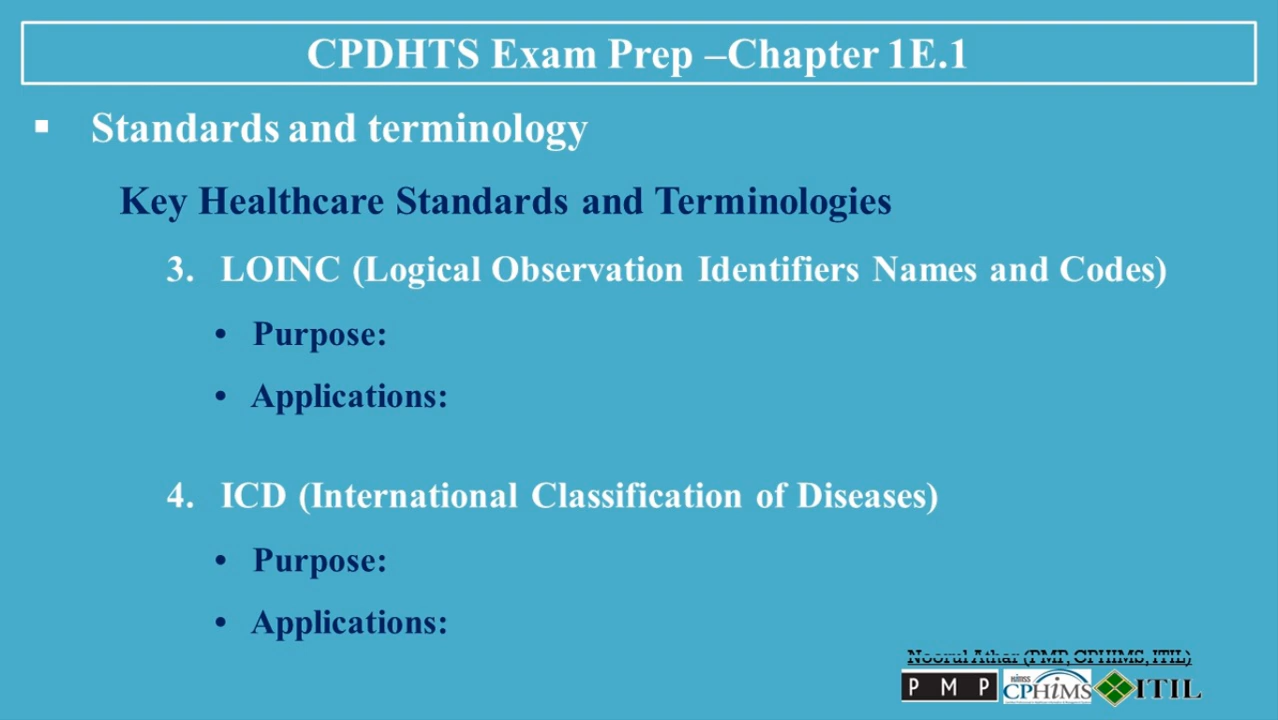 CPDHTS Exam Prep –Chapter 1E.1
▪ Standards and terminology
Key Healthcare Standards and Terminologies
3. LOINC (Logical Observation Identifiers Names and Codes)
• Purpose:
• Applications:
4. ICD (International Classification of Diseases)
• Purpose:
• Applications:
Noorul Athar (PMP, CPHIMS, ITIL)
PMP
himss
CPHiMS
ITIL